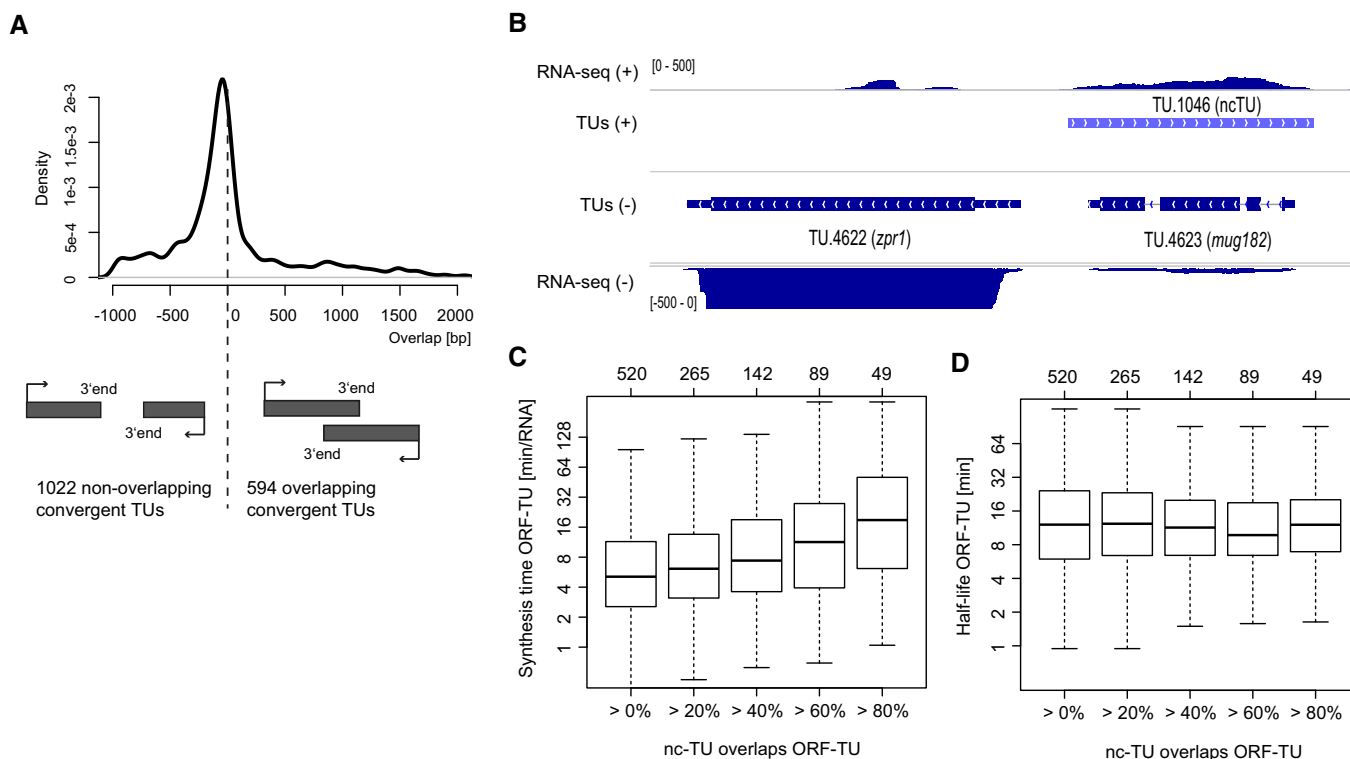 A
Density
0
5e-4
1e-3
1.5e-3
2e-3
-1000 -500 0 500 1000 1500 2000
Overlap [bp]
3‘end
3‘end
3‘end
3‘end
1022 non-overlapping
convergent TUs
594 overlapping
convergent TUs
B
RNA-seq (+)
[0 - 500]
TU.1046 (ncTU)
TUs (+)
TUs (-)
TU.4622 (zpr1)
TU.4623 (mug182)
RNA-seq (-)
[-500 - 0]
C
520 265 142 89 49
Synthesis time ORF-TU [min/RNA]
1 2 4 8 16 32 64 128
> 0% > 20% > 40% > 60% > 80%
nc-TU overlaps ORF-TU
D
520 265 142 89 49
Half-life ORF-TU [min]
1 2 4 8 16 32 64
> 0% > 20% > 40% > 60% > 80%
nc-TU overlaps ORF-TU